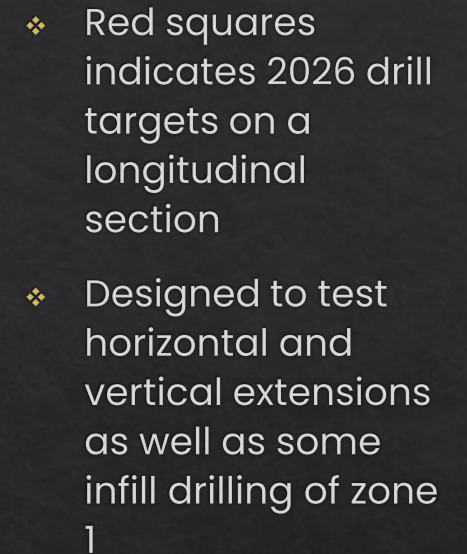 Red squares
indicates 2026 drill
targets on a
longitudinal
section
Designed to test
horizontal and
vertical extensions
as well as some
infill drilling of zone
1